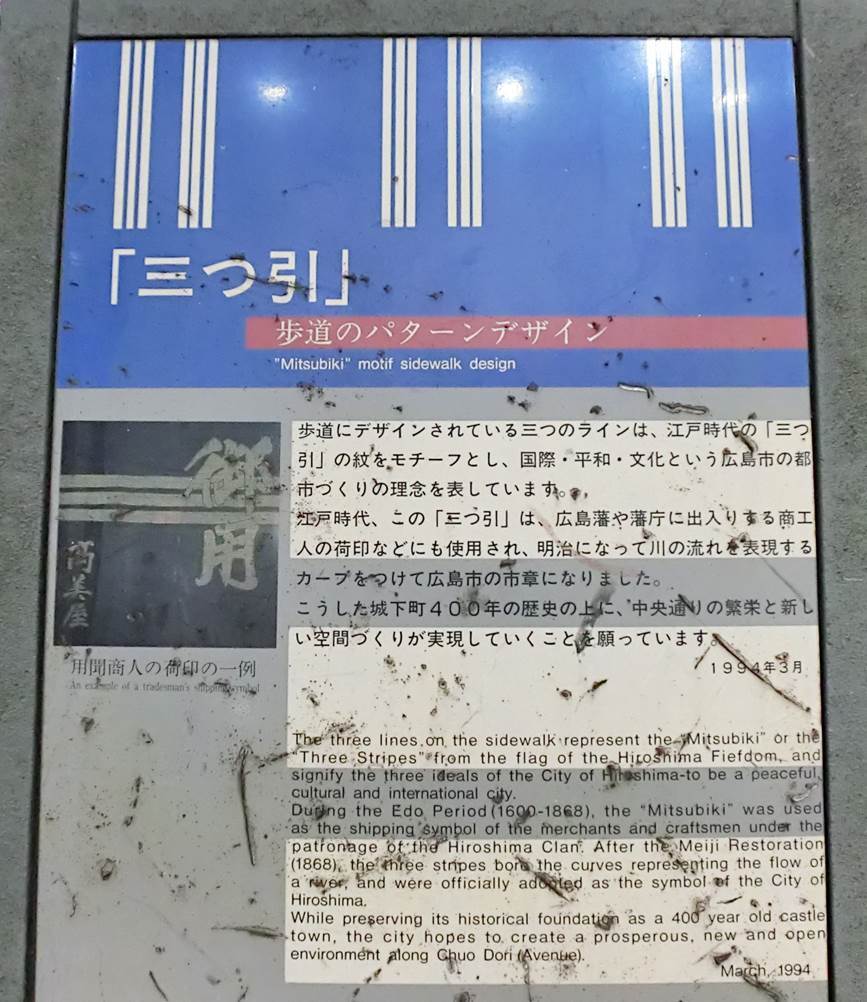 「三つ引」
歩道のパターンデザイン
"Mitsubiki" motif sidewalk design
御用
高美屋
用聞商人の荷印の一例
An example of a tradesman's shipping symbol
歩道にデザインされている三つのラインは、江戸時代の「三つ
引」の紋をモチーフとし、国際・平和・文化という広島市の都
市づくりの理念を表しています。
江戸時代、この「三つ引」は、広島藩や藩庁に出入りする商工
人の荷印などにも使用され、明治になって川の流れを表現する
カーブをつけて広島市の市章になりました。
こうした城下町400年の歴史の上に、中央通りの繁栄と新し
い空間づくりが実現していくことを願っています。
1994年3月
The three lines on the sidewalk represent the "Mitsubiki" or the
"Three Stripes" from the flag of the Hiroshima Fiefdom, and
signify the three ideals of the City of Hiroshima-to be a peaceful,
cultural and international city.
During the Edo Period (1600-1868), the "Mitsubiki" was used
as the shipping symbol of the merchants and craftsmen under the
patronage of the Hiroshima Clan. After the Meiji Restoration
(1868), the three stripes bore the curves representing the flow of
a river, and were officially adopted as the symbol of the City of
Hiroshima.
While preserving its historical foundation as a 400 year old castle
town, the city hopes to create a prosperous, new and open
environment along Chuo Dori (Avenue).
March, 1994